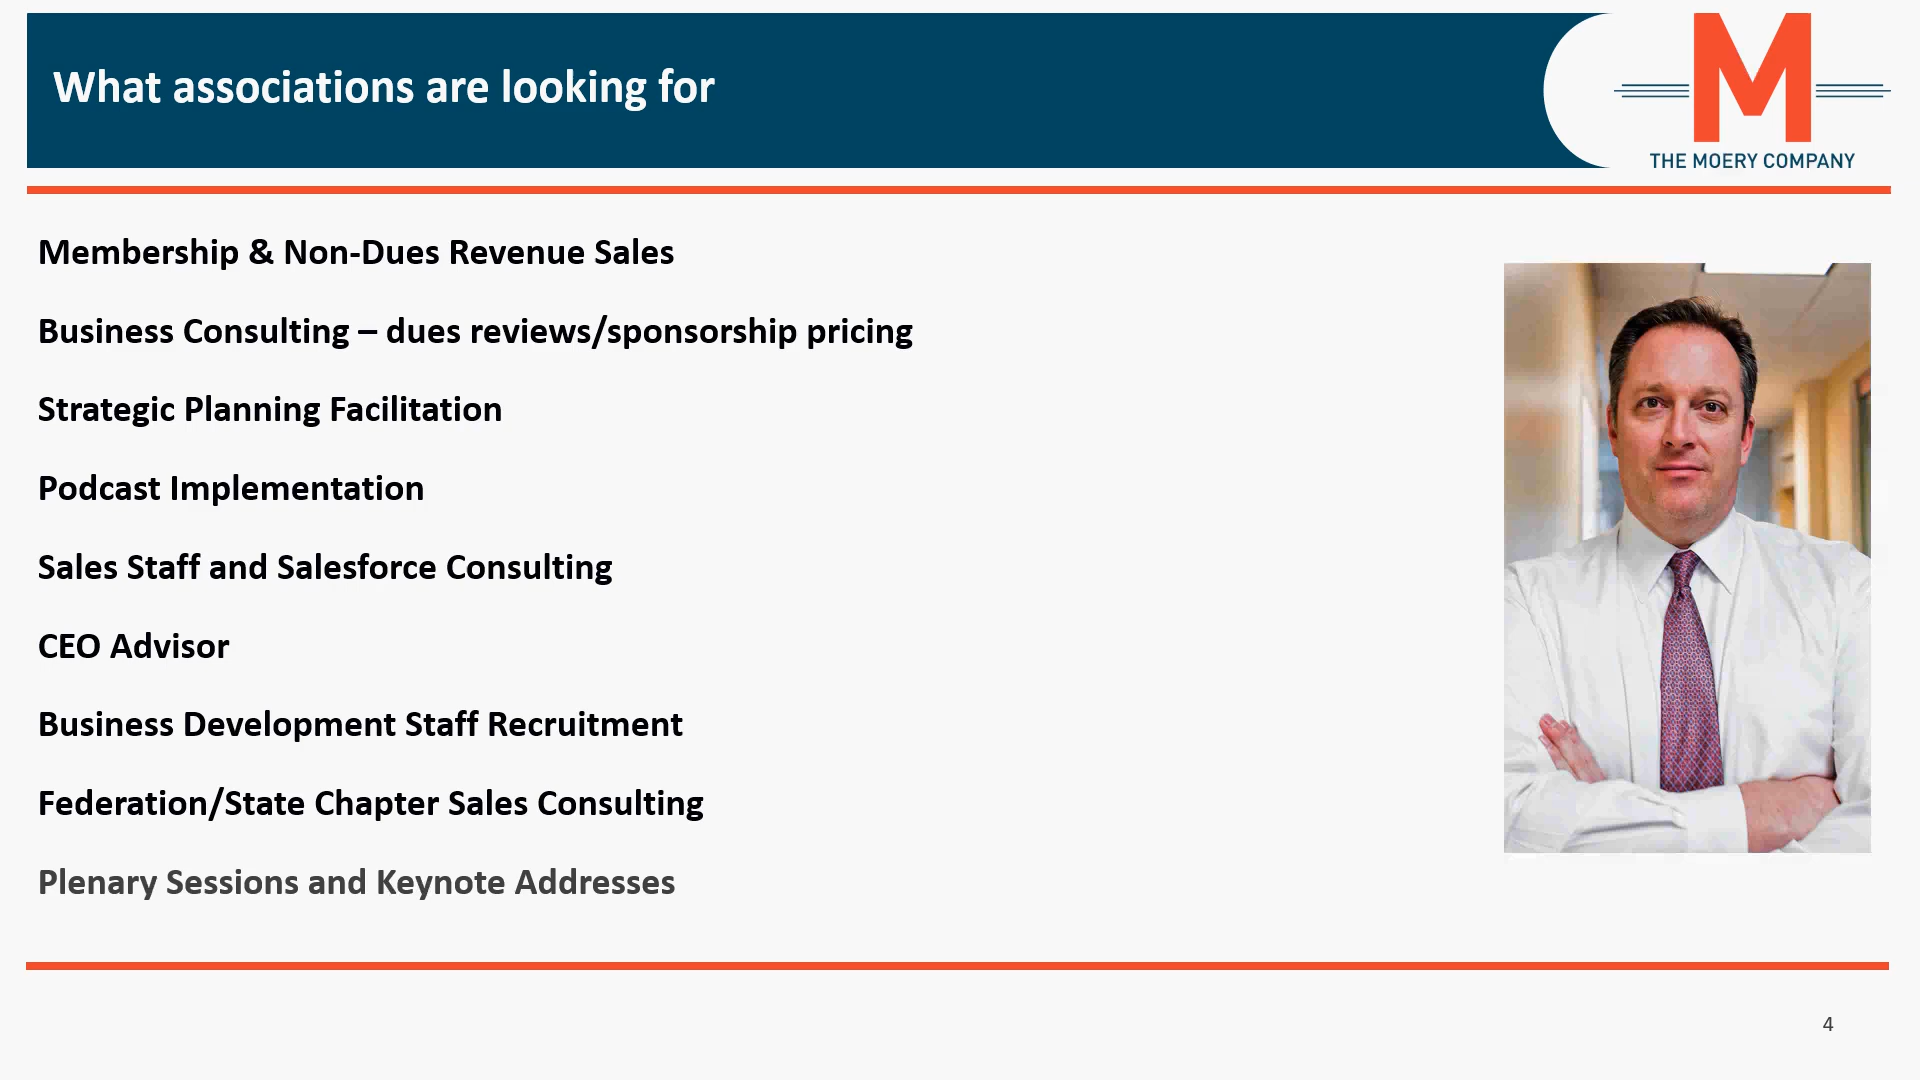 What associations are looking for
M
THE MOERY COMPANY
Membership & Non-Dues Revenue Sales
Business Consulting – dues reviews/sponsorship pricing
Strategic Planning Facilitation
Podcast Implementation
Sales Staff and Salesforce Consulting
CEO Advisor
Business Development Staff Recruitment
Federation/State Chapter Sales Consulting
Plenary Sessions and Keynote Addresses
4